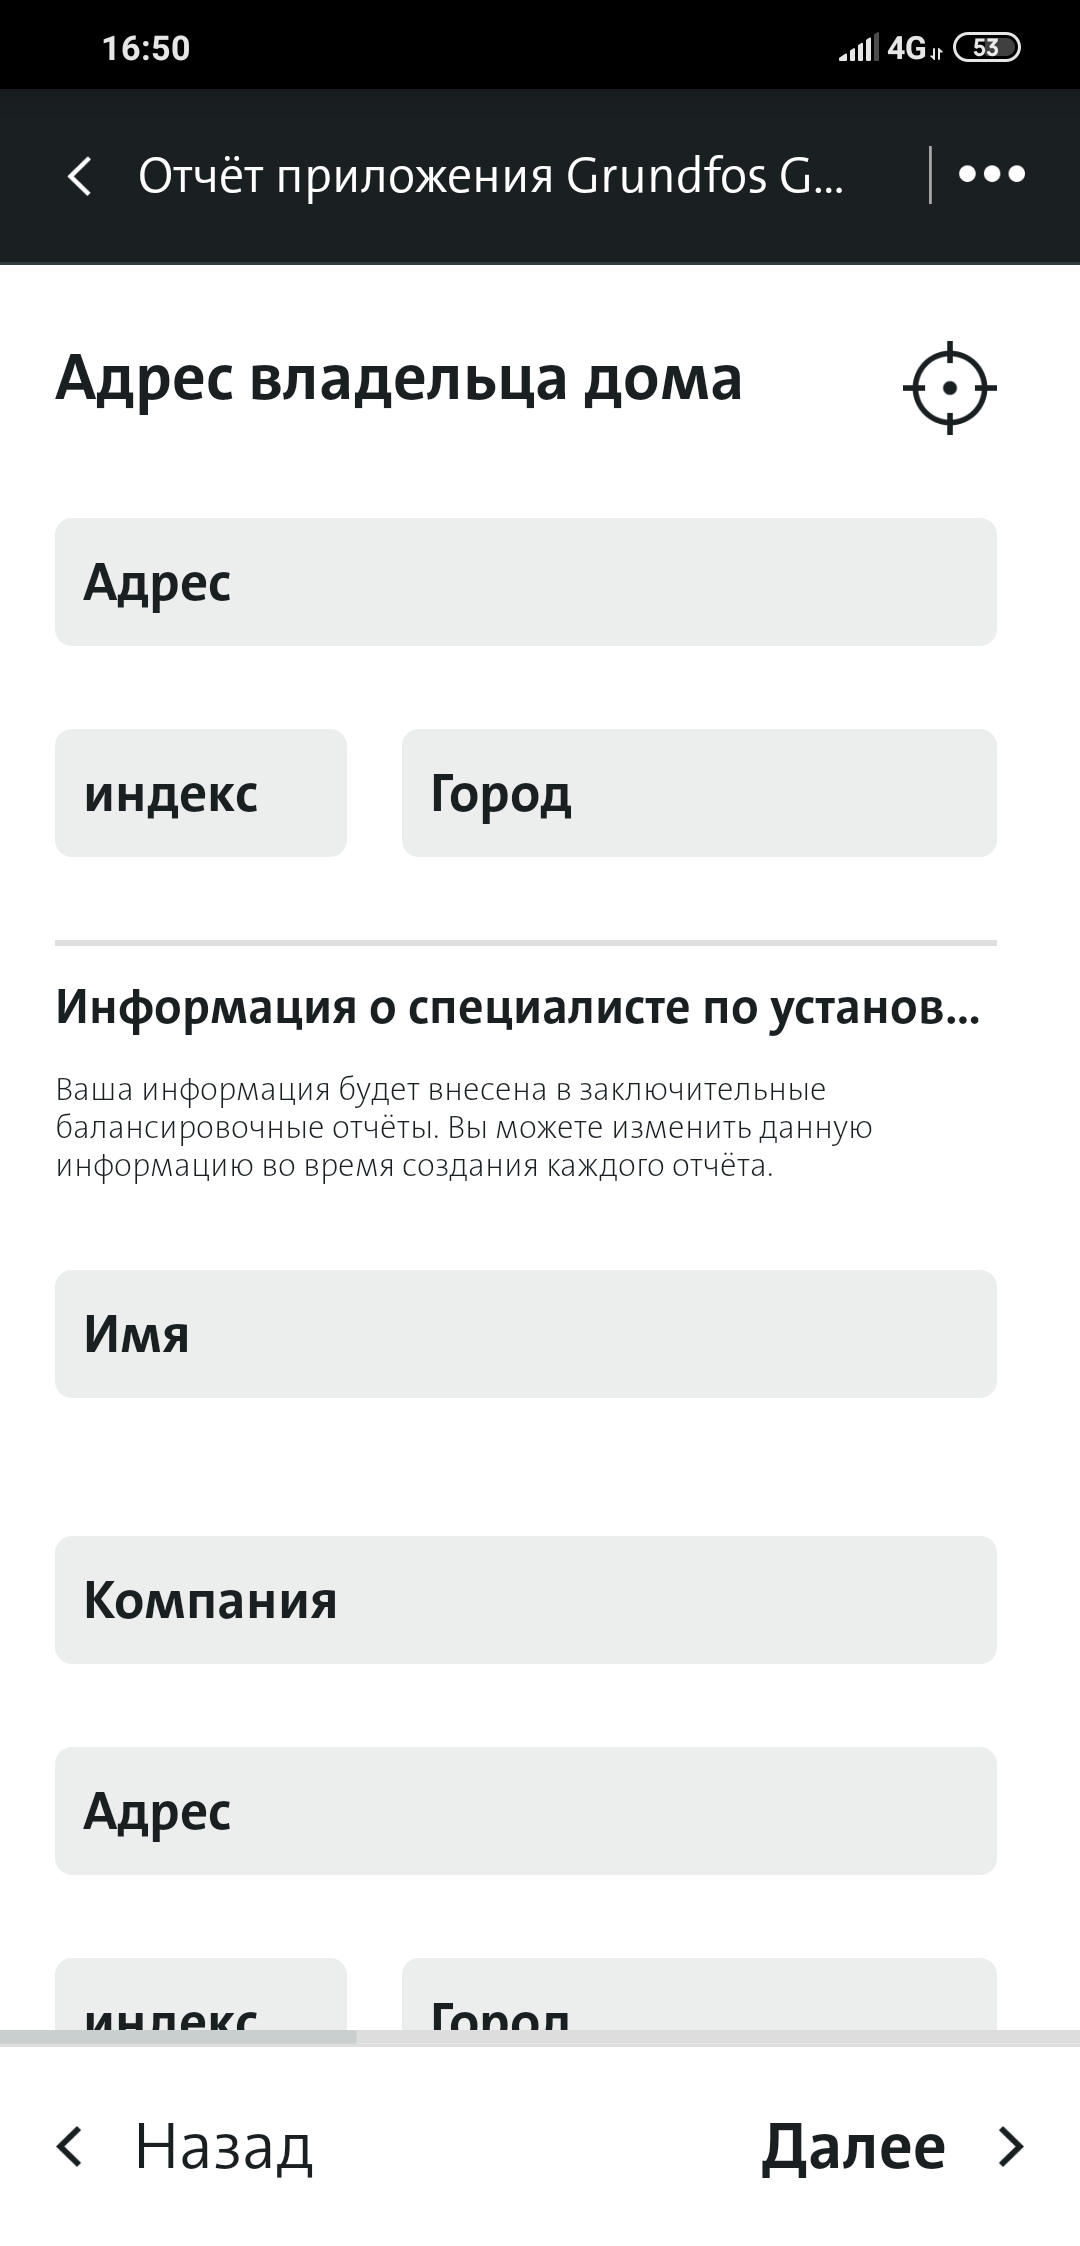 16:50
4G
53
Отчёт приложения Grundfos G...
Адрес владельца дома
Адрес
индекс
Город
Информация о специалисте по установ...
Ваша информация будет внесена в заключительные
балансировочные отчёты. Вы можете изменить данную
информацию во время создания каждого отчёта.
Имя
Компания
Адрес
индекс
Город
Назад
Далее